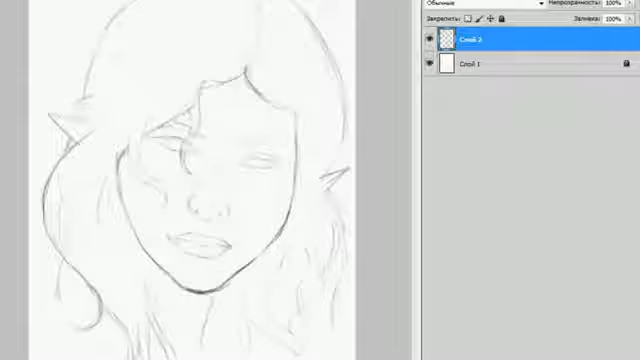 Обычные Непрозрачность: 100%
Закрепить: Заливка: 100%
Слой 2
Слой 1